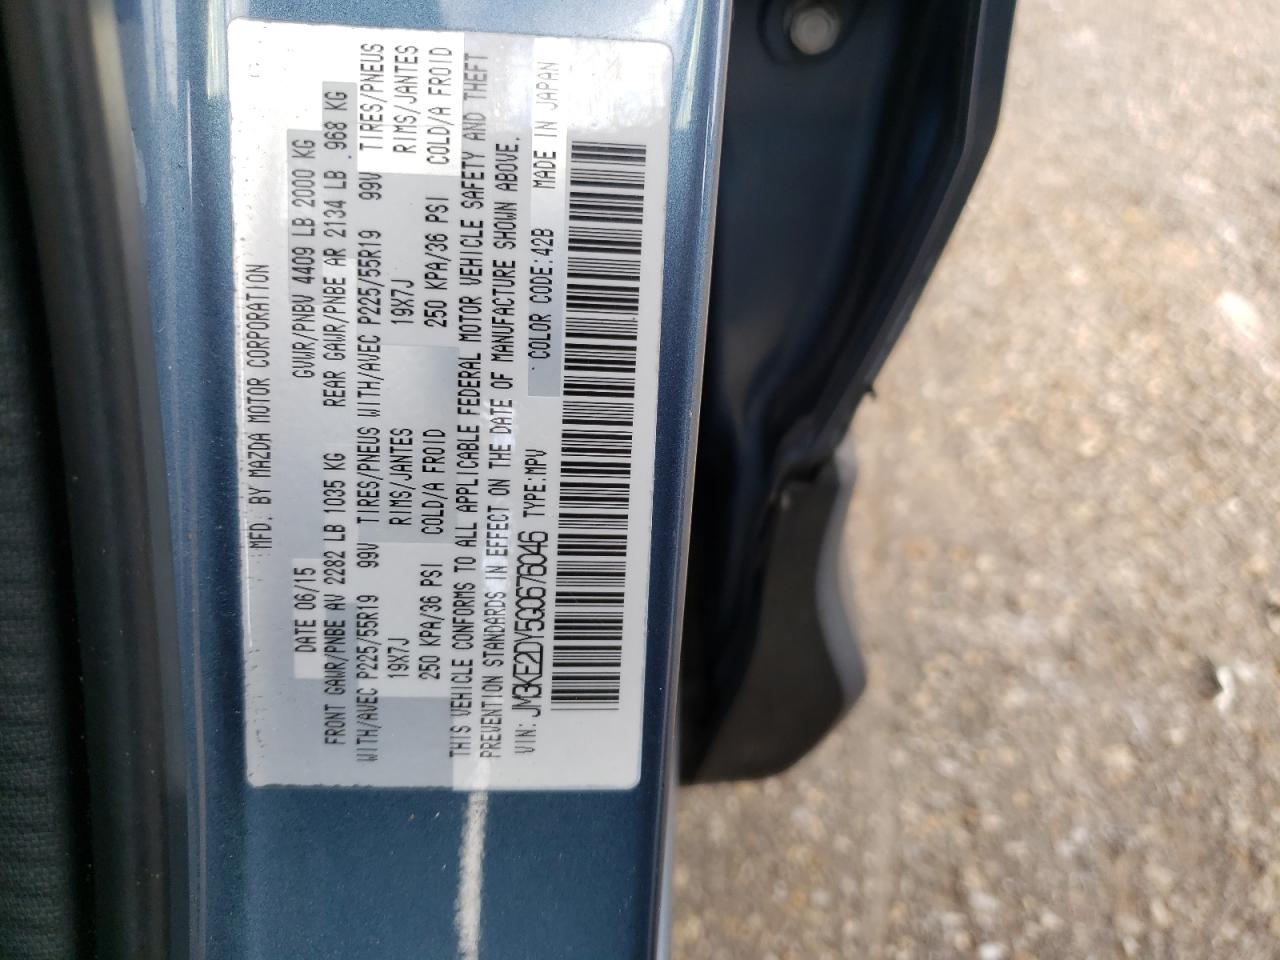 MFD. BY MAZDA MOTOR CORPORATION
DATE 06/15 GVWR/PNBV 4409 LB 2000 KG
FRONT GAWR/PNBE AV 2282 LB 1035 KG REAR GAWR/PNBE AR 2134 LB 968 KG
WITH/AVEC P225/55R19 99V TIRES/PNEUS WITH/AVEC P225/55R19 99V TIRES/PNEUS
19X7J RIMS/JANTES 19X7J RIMS/JANTES
250 KPA/36 PSI COLD/A FROID 250 KPA/36 PSI COLD/A FROID
THIS VEHICLE CONFORMS TO ALL APPLICABLE FEDERAL MOTOR VEHICLE SAFETY AND THEFT
PREVENTION STANDARDS IN EFFECT ON THE DATE OF MANUFACTURE SHOWN ABOVE.
VIN: JM3KE2DY5G0676046 TYPE:MPV COLOR CODE:42B MADE IN JAPAN